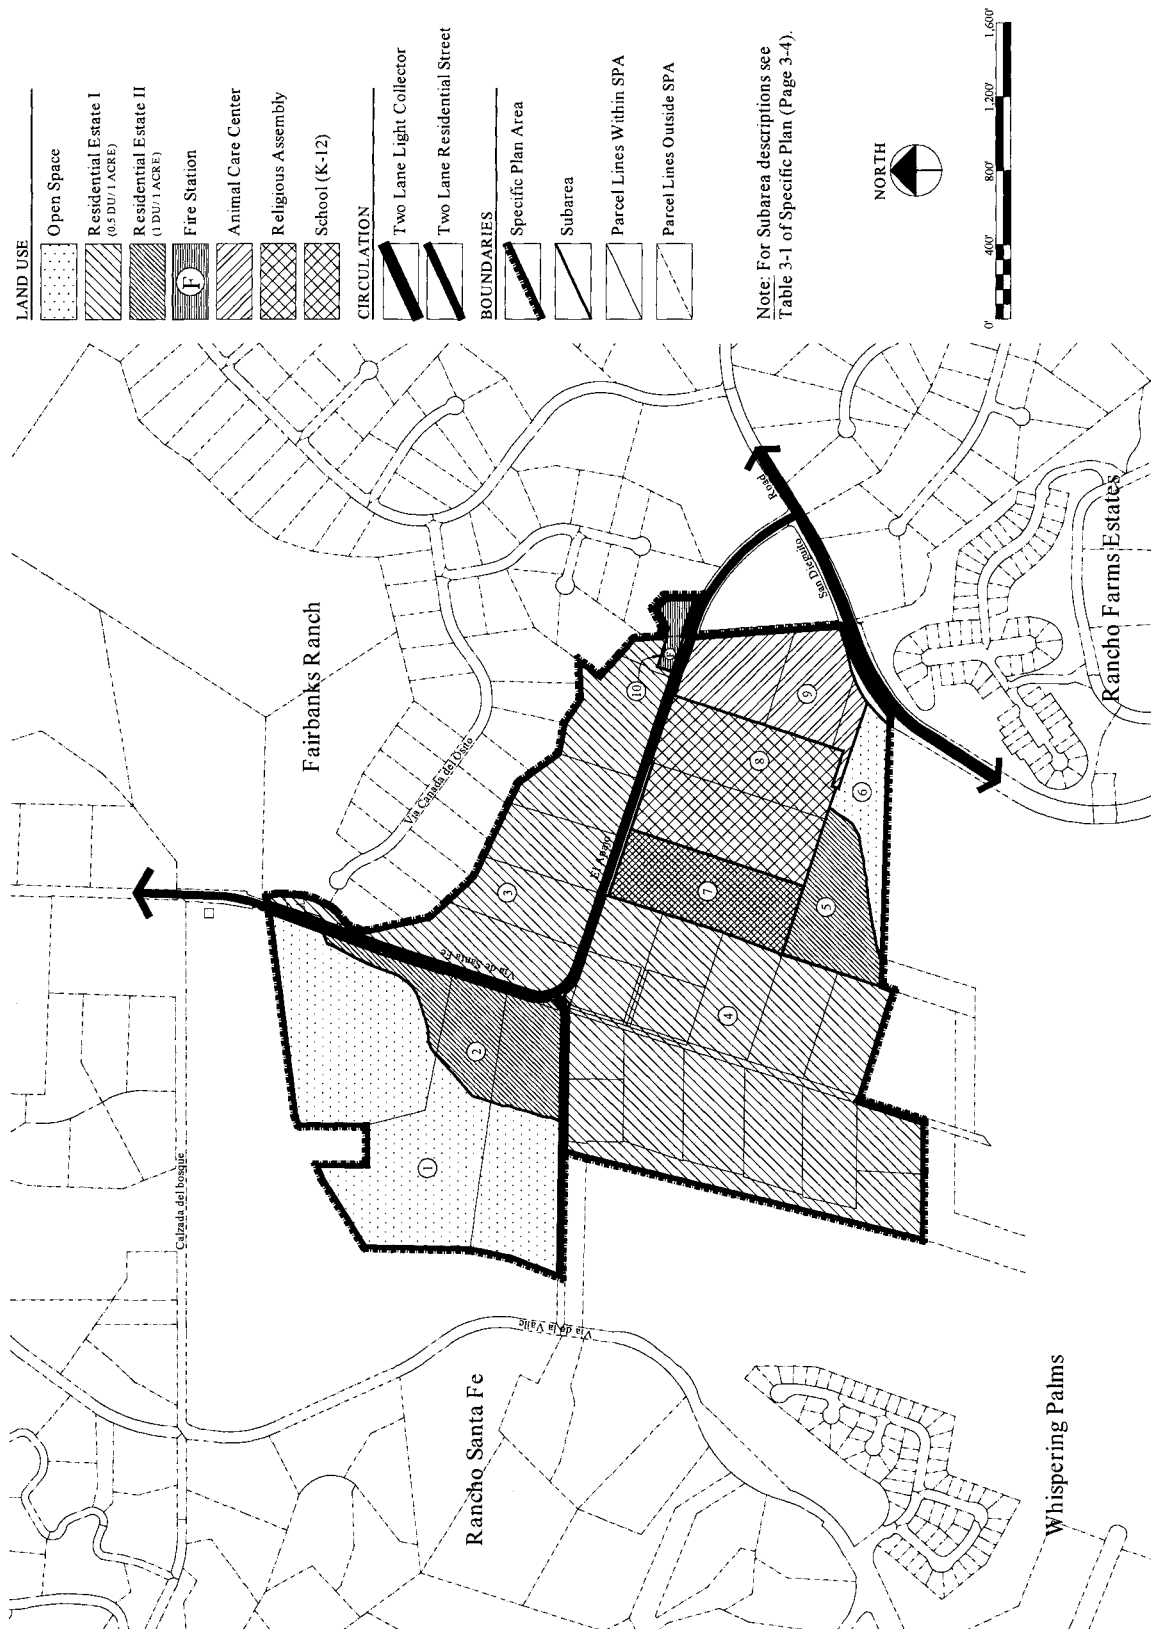 LAND USE
Open Space
Residential Estate I
(0.5 DU/ 1 ACRE)
Residential Estate II
(1 DU/ 1 ACRE)
F
Fire Station
Animal Care Center
Religious Assembly
School (K-12)
CIRCULATION
Two Lane Light Collector
Two Lane Residential Street
BOUNDARIES
Specific Plan Area
Subarea
Parcel Lines Within SPA
Parcel Lines Outside SPA
Note: For Subarea descriptions see
Table 3-1 of Specific Plan (Page 3-4).
NORTH
0' 400' 800' 1,200' 1,600'
Fairbanks Ranch
Via Canada del Osito
Calzada del bosque
Via de Santa Fe
El Apajo
San Dieguito Road
Via de la Valle
Rancho Santa Fe
Whispering Palms
Rancho Farms Estates
1
2
3
4
5
6
7
8
9
10
F